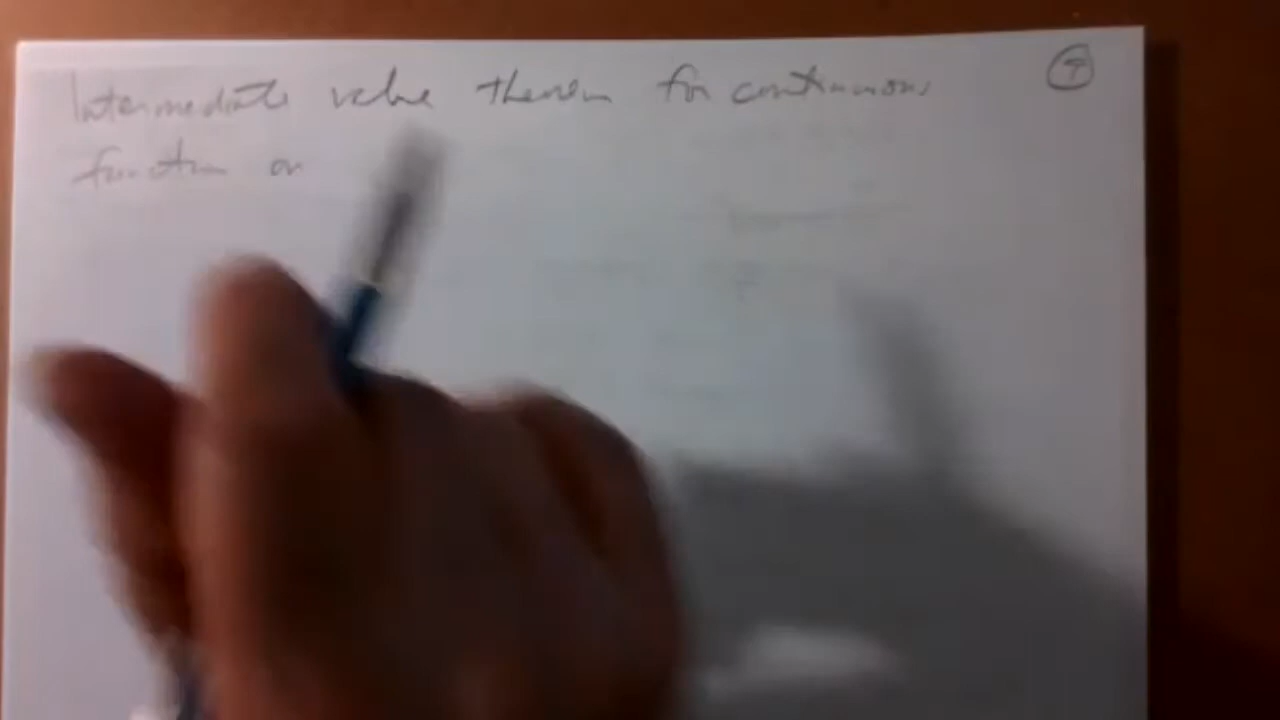 Intermediate value theorem for continuous
function on